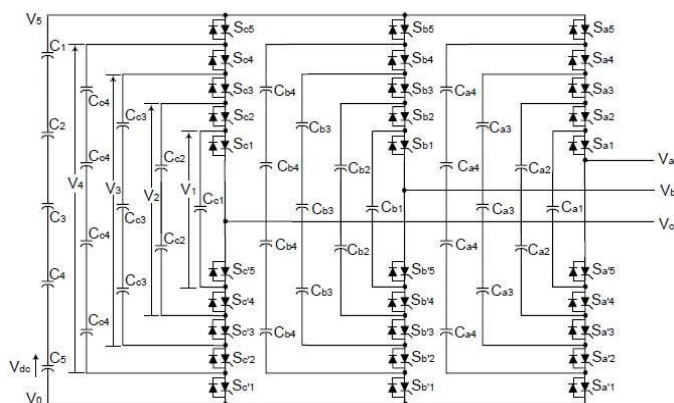 V5 Sc5 Sb5 Sa5
C1 Sc4 Sb4 Sa4
Cc4 Sc3 Cb4 Sb3 Ca4 Sa3
Cc3 Sc2 Cb3 Sb2 Ca3 Sa2
C2 Sc1 Sb1 Sa1
V4 Cc4 V3 V2 Cc2 V1 Cb4 Cb2 Ca4 Ca2 Va
Vb
C3 Cc3 Cc1 Cb3 Cb1 Ca3 Ca1
Vc
Cc4 Cc2 Cb4 Cb2 Ca4 Ca2
C4 Cc3 Sc'5 Cb3 Sb'5 Ca3 Sa'5
Sc'4 Sb'4 Sa'4
Cc4 Sc'3 Cb4 Sb'3 Ca4 Sa'3
Vdc C5 Sc'2 Sb'2 Sa'2
V0 Sc'1 Sb'1 Sa'1